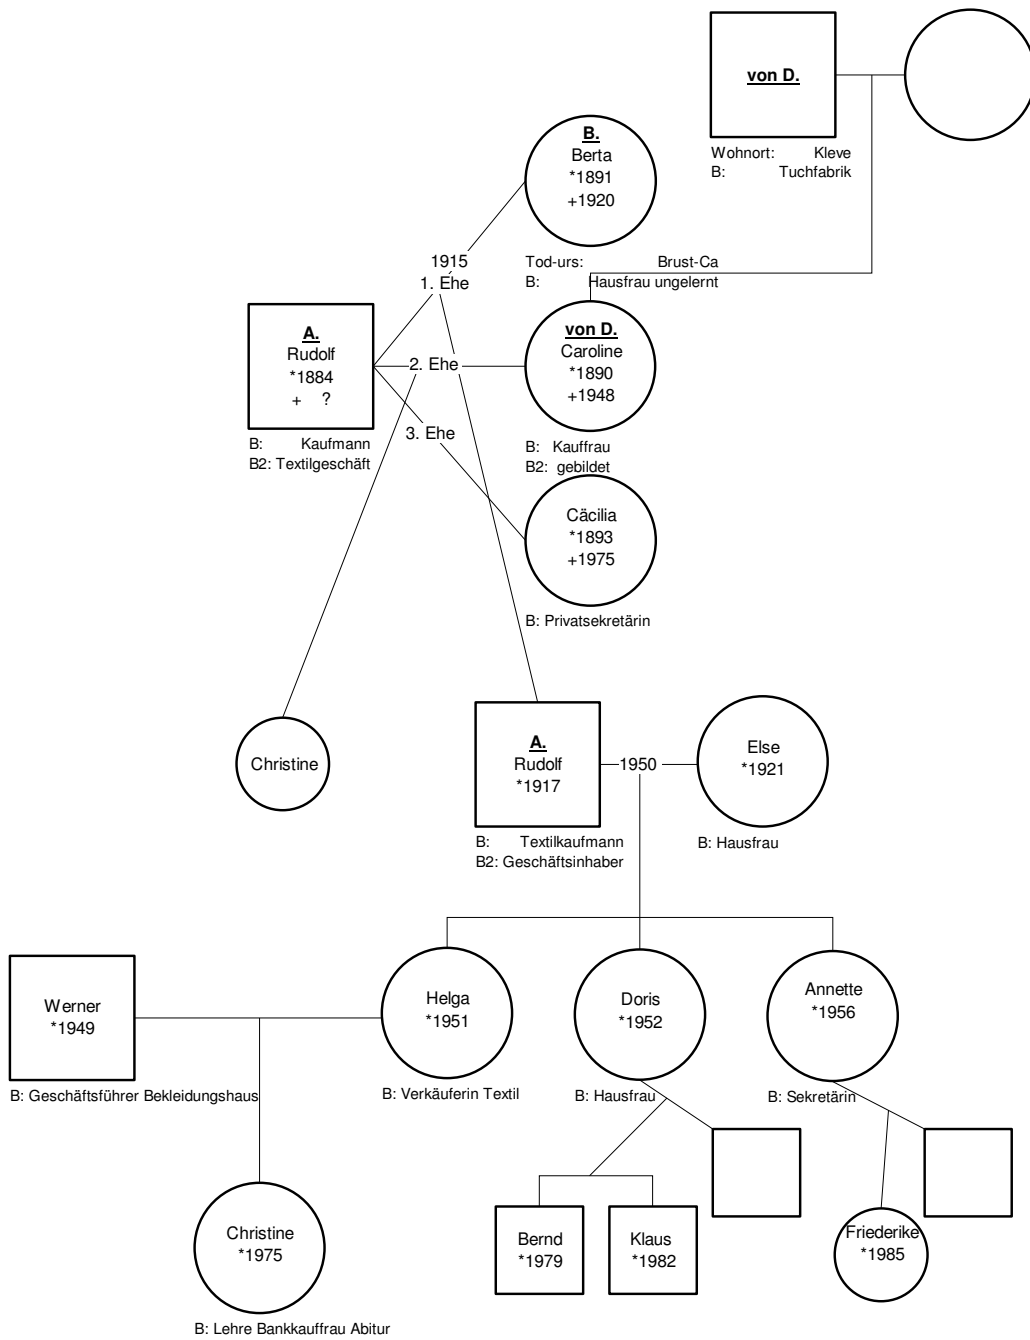 von D.
Wohnort: Kleve
B: Tuchfabrik
B.
Berta
*1891
+1920
Tod-urs: Brust-Ca
B: Hausfrau ungelernt
1915
1. Ehe
A.
Rudolf
*1884
+ ?
B: Kaufmann
B2: Textilgeschäft
2. Ehe
von D.
Caroline
*1890
+1948
B: Kauffrau
B2: gebildet
3. Ehe
Cäcilia
*1893
+1975
B: Privatsekretärin
Christine
A.
Rudolf
*1917
B: Textilkaufmann
B2: Geschäftsinhaber
1950
Else
*1921
B: Hausfrau
Werner
*1949
B: Geschäftsführer Bekleidungshaus
Helga
*1951
B: Verkäuferin Textil
Doris
*1952
B: Hausfrau
Annette
*1956
B: Sekretärin
Christine
*1975
B: Lehre Bankkauffrau Abitur
Bernd
*1979
Klaus
*1982
Friederike
*1985